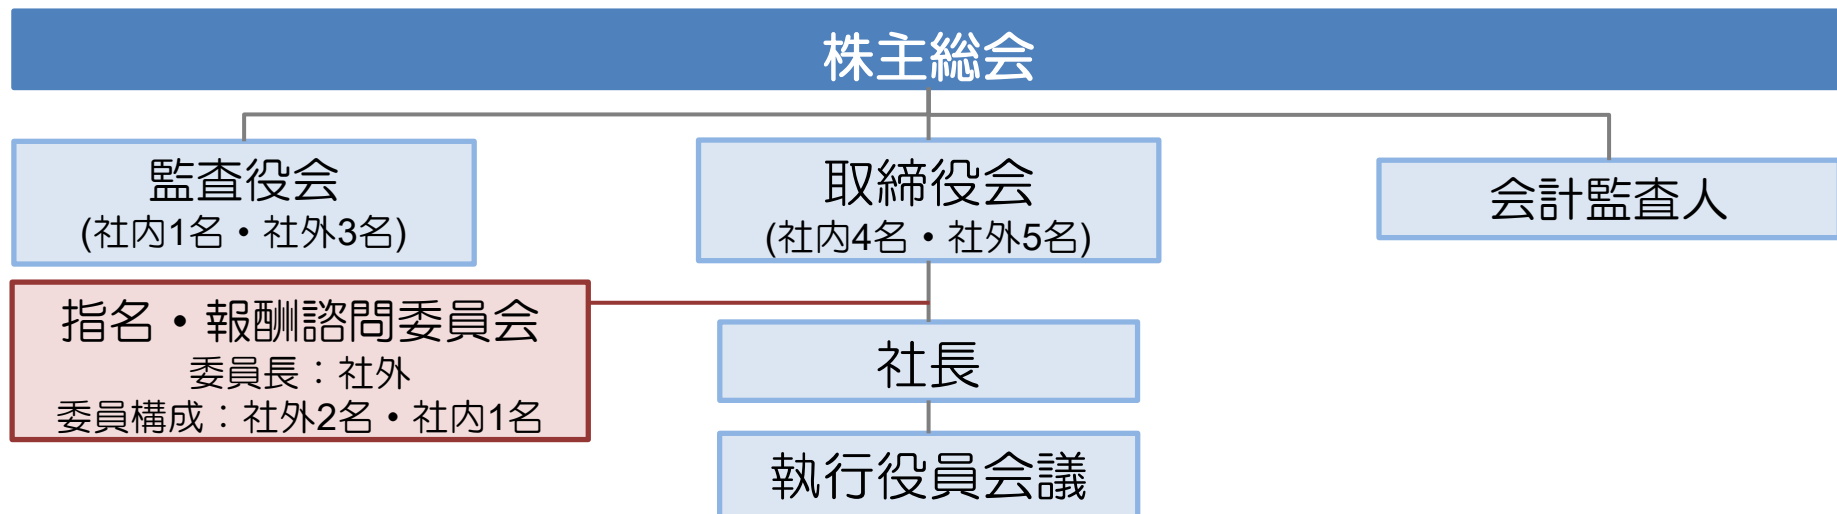 株主総会
監査役会
(社内1名・社外3名)
取締役会
(社内4名・社外5名)
会計監査人
指名・報酬諮問委員会
委員長：社外
委員構成：社外2名・社内1名
社長
執行役員会議